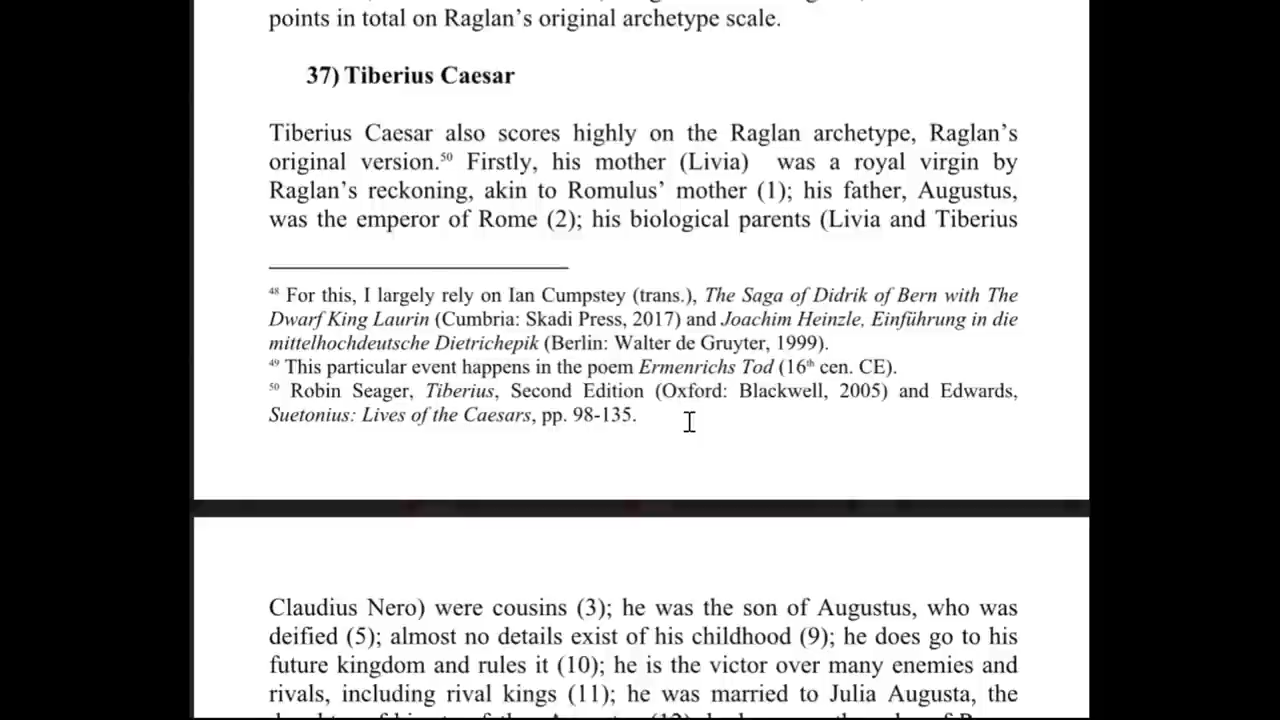 points in total on Raglan's original archetype scale.
37) Tiberius Caesar
Tiberius Caesar also scores highly on the Raglan archetype, Raglan's
original version.⁵⁰ Firstly, his mother (Livia) was a royal virgin by
Raglan's reckoning, akin to Romulus' mother (1); his father, Augustus,
was the emperor of Rome (2); his biological parents (Livia and Tiberius
⁴⁸ For this, I largely rely on Ian Cumpstey (trans.), The Saga of Didrik of Bern with The
Dwarf King Laurin (Cumbria: Skadi Press, 2017) and Joachim Heinzle, Einführung in die
mittelhochdeutsche Dietrichepik (Berlin: Walter de Gruyter, 1999).
⁴⁹ This particular event happens in the poem Ermenrichs Tod (16th cen. CE).
⁵⁰ Robin Seager, Tiberius, Second Edition (Oxford: Blackwell, 2005) and Edwards,
Suetonius: Lives of the Caesars, pp. 98-135.
Claudius Nero) were cousins (3); he was the son of Augustus, who was
deified (5); almost no details exist of his childhood (9); he does go to his
future kingdom and rules it (10); he is the victor over many enemies and
rivals, including rival kings (11); he was married to Julia Augusta, the